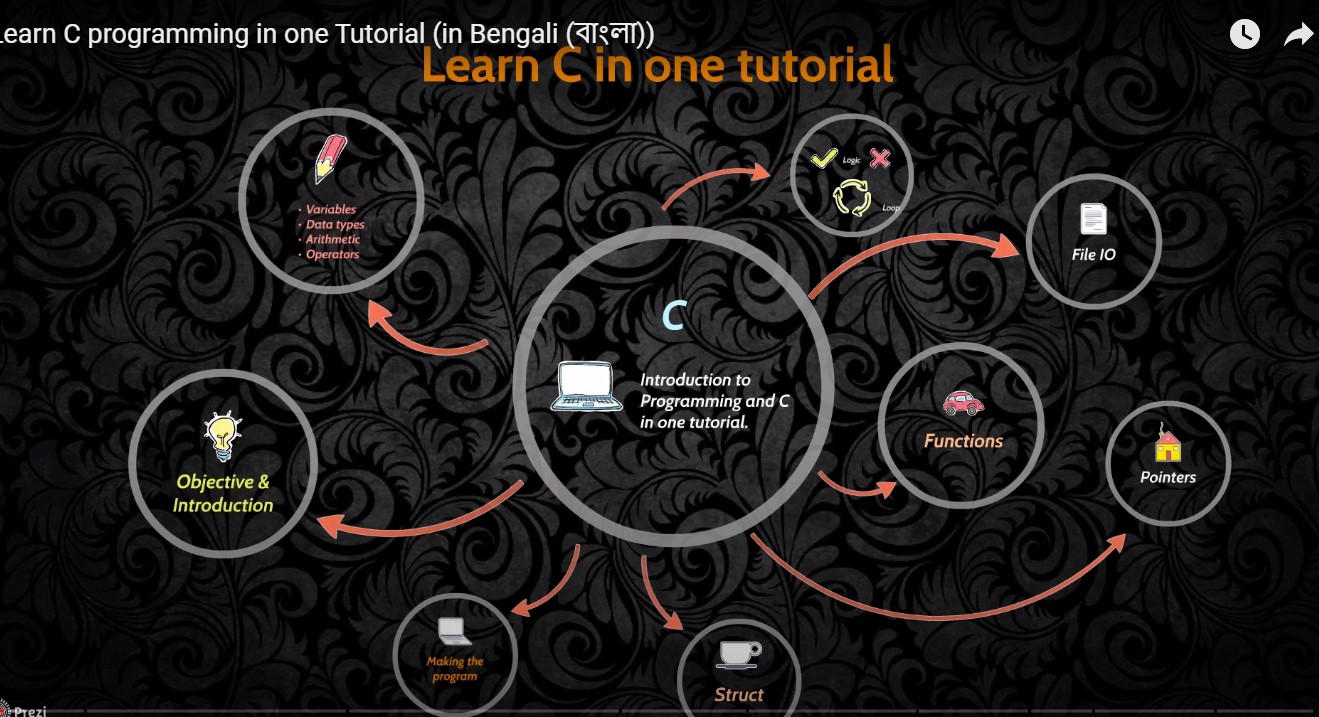 Learn C programming in one Tutorial (in Bengali (বাংলা))
Learn C in one tutorial
• Variables
• Data types
• Arithmetic
• Operators
Logic
Loop
File IO
C
Introduction to
Programming and C
in one tutorial.
Functions
Pointers
Objective &
Introduction
Making the
program
Struct
Prezi